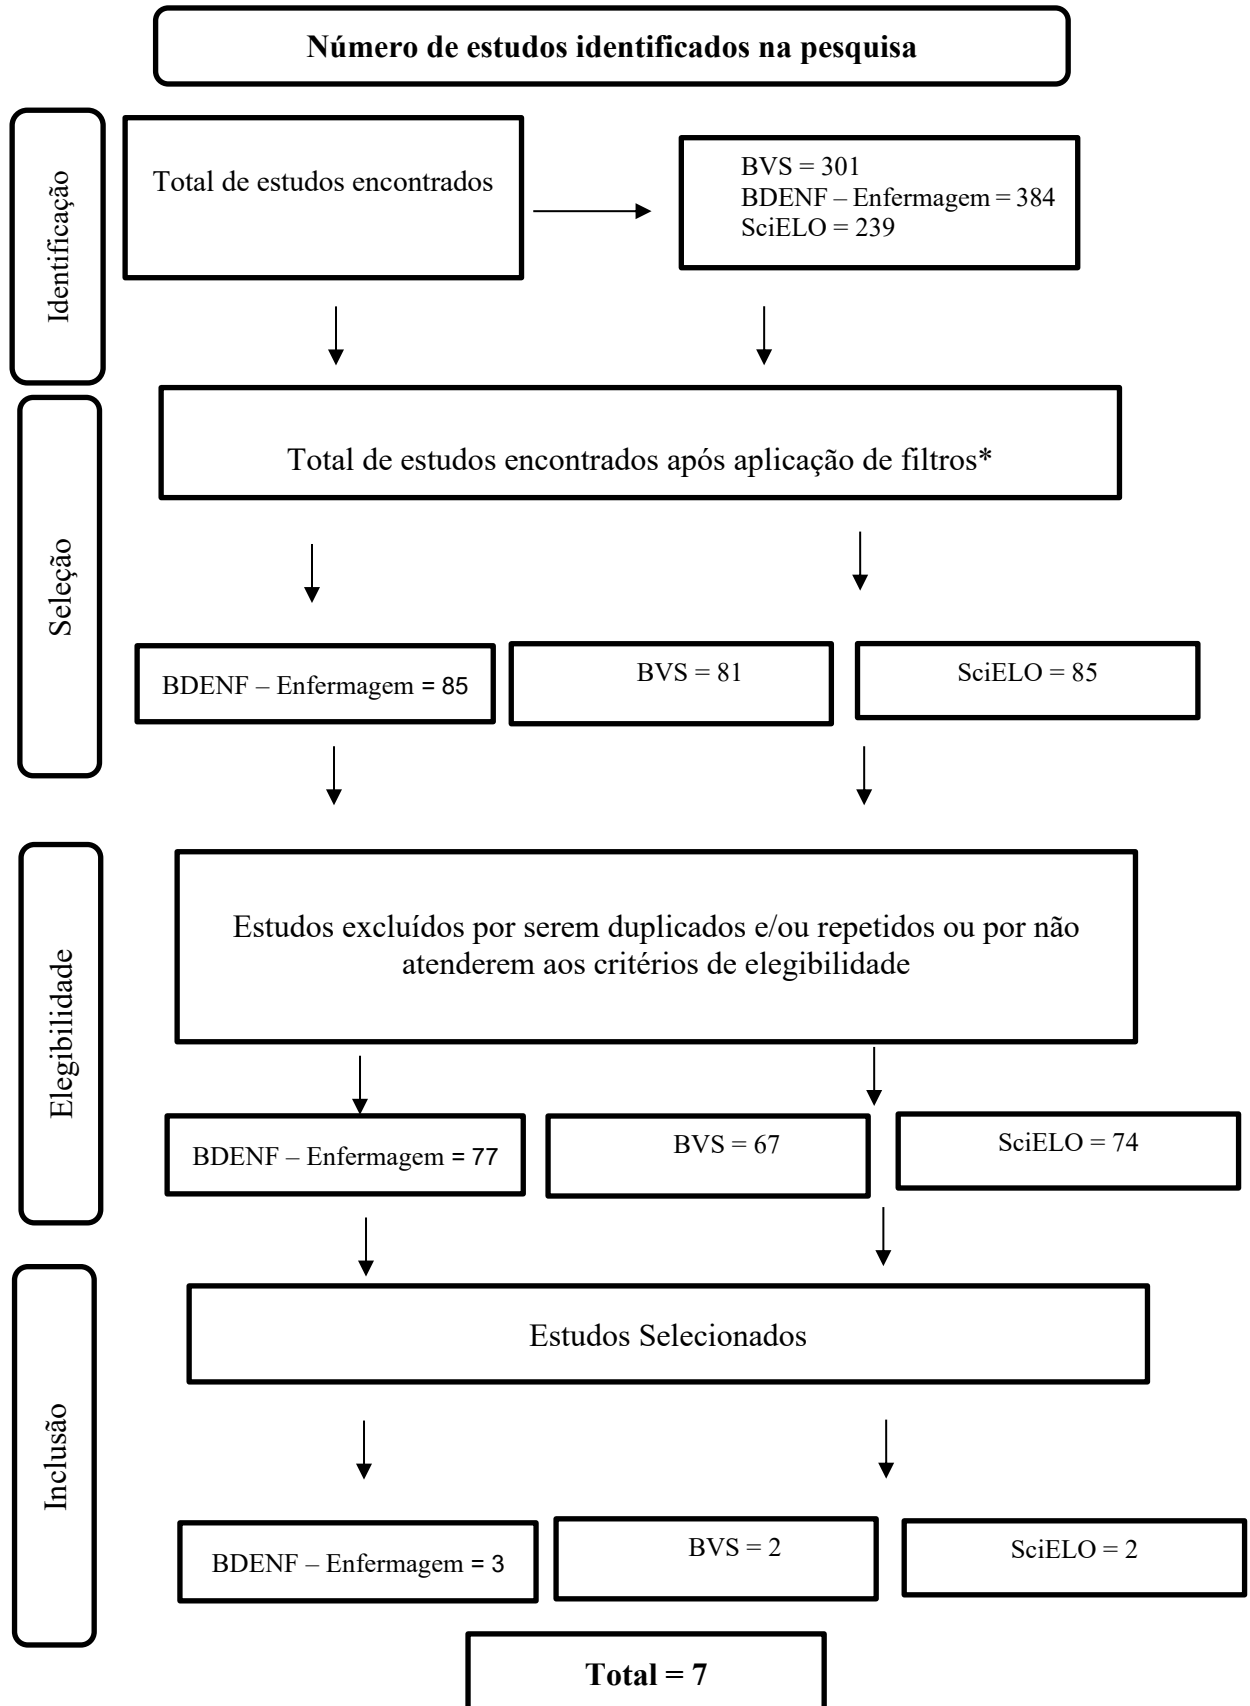 Número de estudos identificados na pesquisa
Identificação
Total de estudos encontrados
BVS = 301
BDENF – Enfermagem = 384
SciELO = 239
Seleção
Total de estudos encontrados após aplicação de filtros*
BDENF – Enfermagem = 85
BVS = 81
SciELO = 85
Elegibilidade
Estudos excluídos por serem duplicados e/ou repetidos ou por não
atenderem aos critérios de elegibilidade
BDENF – Enfermagem = 77
BVS = 67
SciELO = 74
Inclusão
Estudos Selecionados
BDENF – Enfermagem = 3
BVS = 2
SciELO = 2
Total = 7